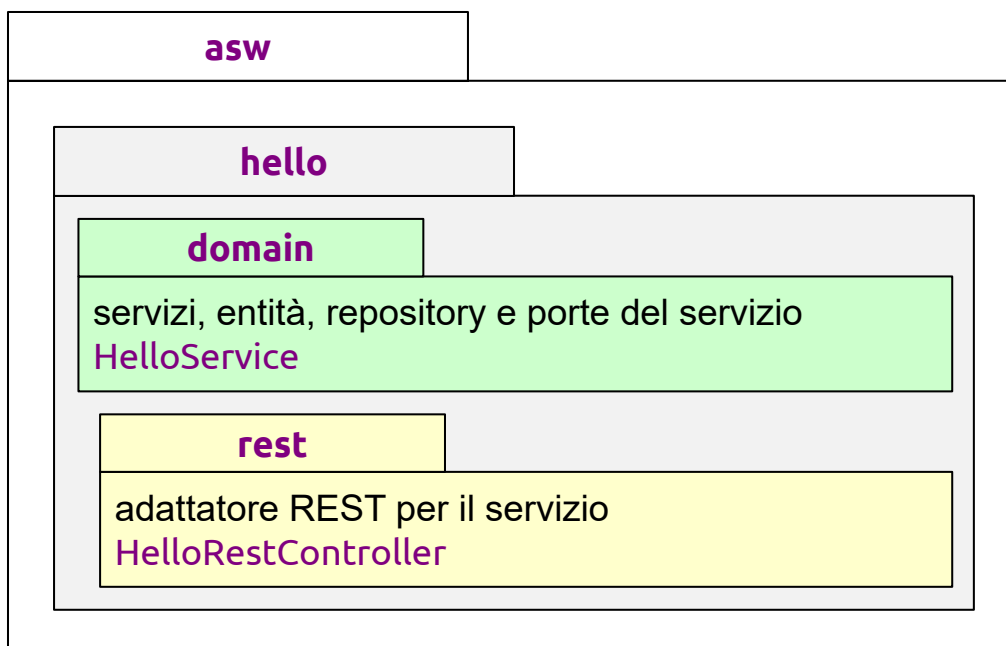 asw
hello
domain
servizi, entità, repository e porte del servizio
HelloService
rest
adattatore REST per il servizio
HelloRestController